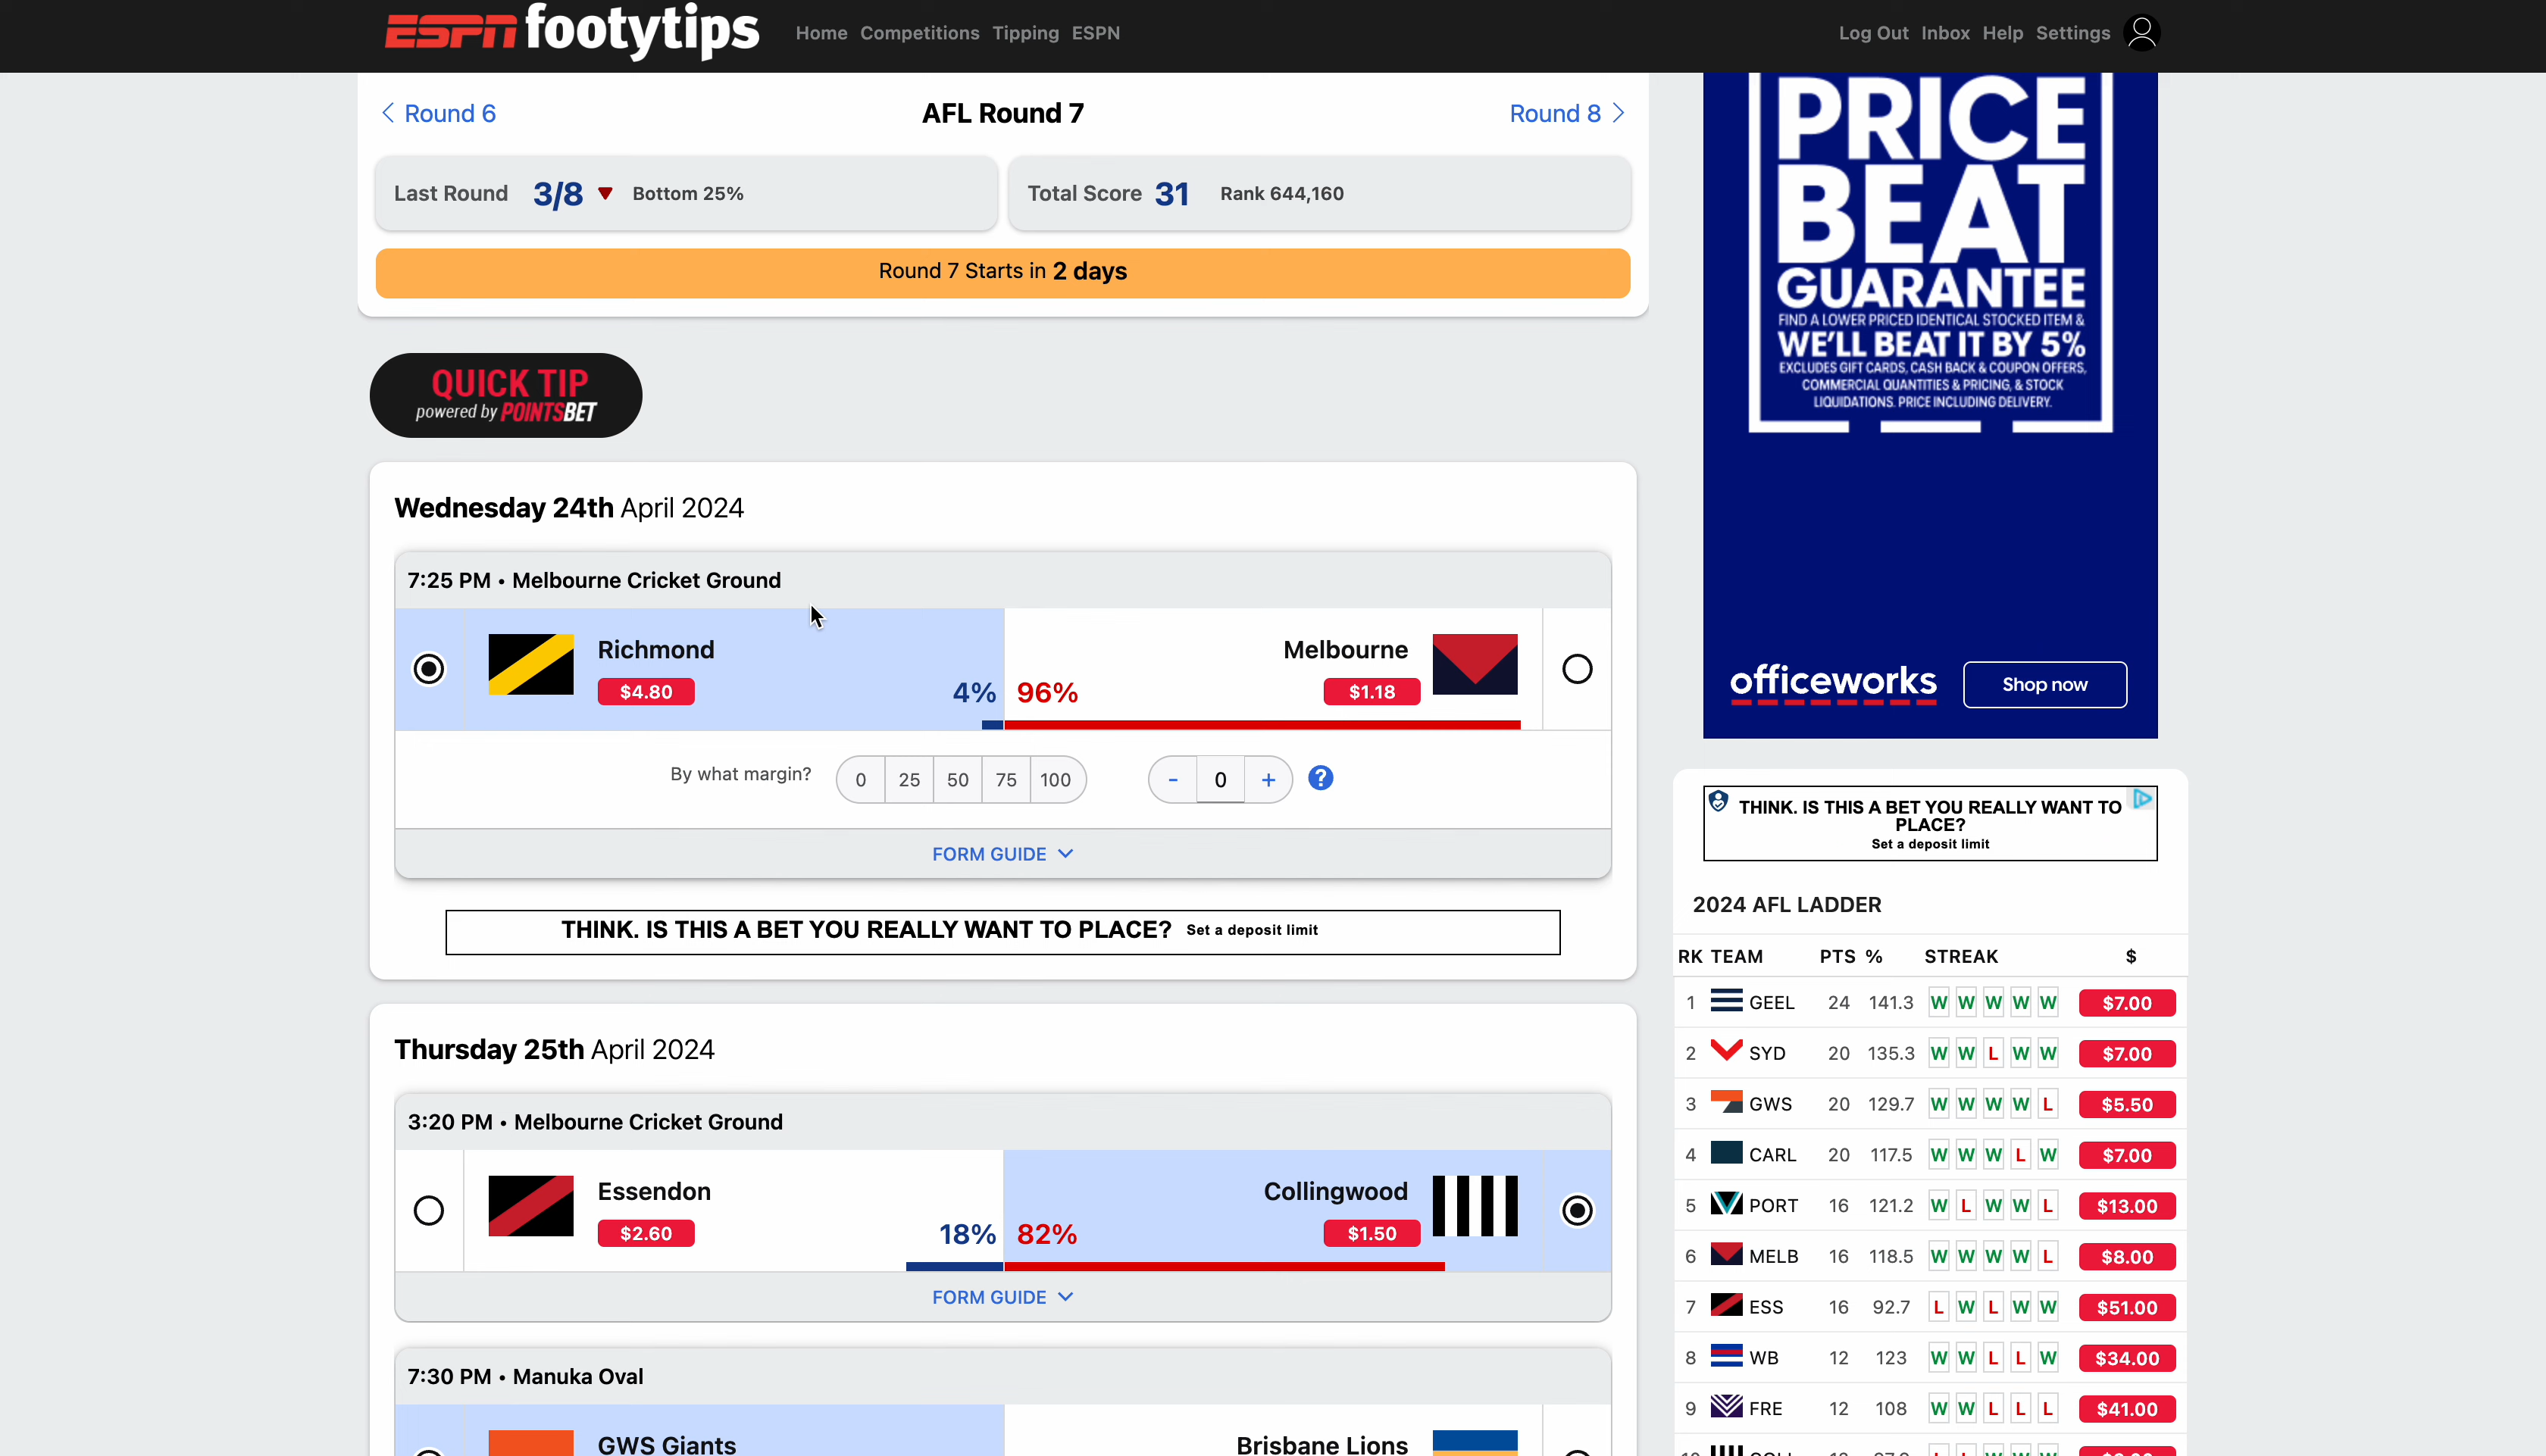 ESPN footytips
Home Competitions Tipping ESPN
Log Out Inbox Help Settings
Round 6
AFL Round 7
Round 8
Last Round 3/8 Bottom 25%
Total Score 31 Rank 644,160
Round 7 Starts in 2 days
QUICK TIP
powered by POINTSBET
Wednesday 24th April 2024
7:25 PM • Melbourne Cricket Ground
Richmond
$4.80
4% 96%
Melbourne
$1.18
By what margin? 0 25 50 75 100 - 0 + ?
FORM GUIDE
THINK. IS THIS A BET YOU REALLY WANT TO PLACE? Set a deposit limit
Thursday 25th April 2024
3:20 PM • Melbourne Cricket Ground
Essendon
$2.60
18% 82%
Collingwood
$1.50
FORM GUIDE
7:30 PM • Manuka Oval
GWS Giants
Brisbane Lions
PRICE
BEAT
GUARANTEE
FIND A LOWER PRICED IDENTICAL STOCKED ITEM &
WE'LL BEAT IT BY 5%
EXCLUDES GIFT CARDS, CASH BACK & COUPON OFFERS,
COMMERCIAL QUANTITIES & PRICING, & STOCK
LIQUIDATIONS. PRICE INCLUDING DELIVERY.
officeworks
Shop now
THINK. IS THIS A BET YOU REALLY WANT TO
PLACE?
Set a deposit limit
2024 AFL LADDER
RK TEAM PTS % STREAK $
1 GEEL 24 141.3 W W W W W $7.00
2 SYD 20 135.3 W W L W W $7.00
3 GWS 20 129.7 W W W W L $5.50
4 CARL 20 117.5 W W W L W $7.00
5 PORT 16 121.2 W L W W L $13.00
6 MELB 16 118.5 W W W W L $8.00
7 ESS 16 92.7 L W L W W $51.00
8 WB 12 123 W W L L W $34.00
9 FRE 12 108 W W L L L $41.00